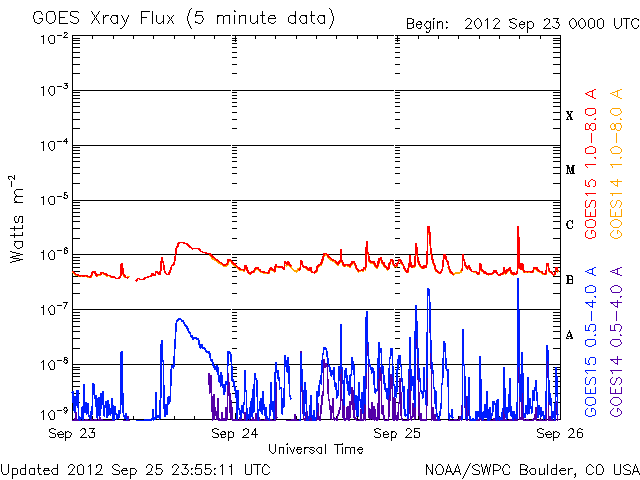 GOES Xray Flux (5 minute data)
Begin: 2012 Sep 23 0000 UTC
10⁻²
10⁻³
10⁻⁴
10⁻⁵
10⁻⁶
10⁻⁷
10⁻⁸
10⁻⁹
Watts m⁻²
X
M
C
B
A
GOES15 1.0-8.0 A
GOES14 1.0-8.0 A
GOES15 0.5-4.0 A
GOES14 0.5-4.0 A
Sep 23 Sep 24 Sep 25 Sep 26
Universal Time
Updated 2012 Sep 25 23:55:11 UTC
NOAA/SWPC Boulder, CO USA